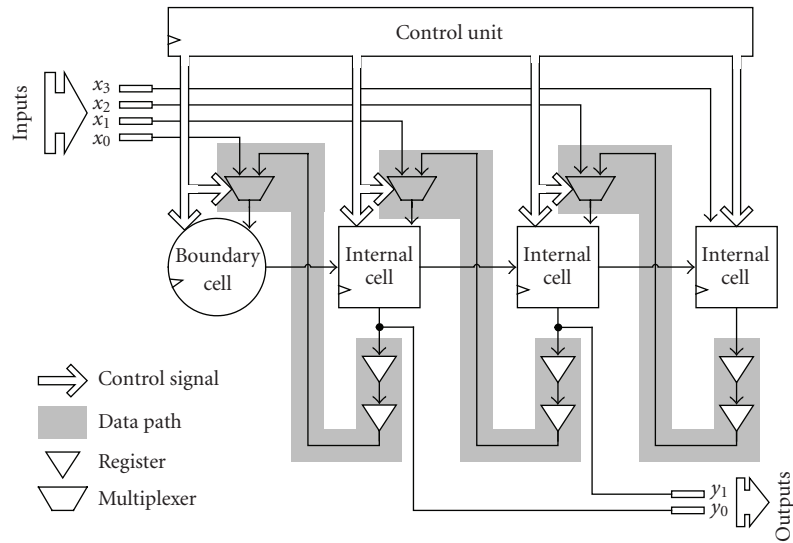 Control unit
Inputs
x3
x2
x1
x0
Boundary
cell
Internal
cell
Internal
cell
Internal
cell
Control signal
Data path
Register
Multiplexer
y1
y0
Outputs